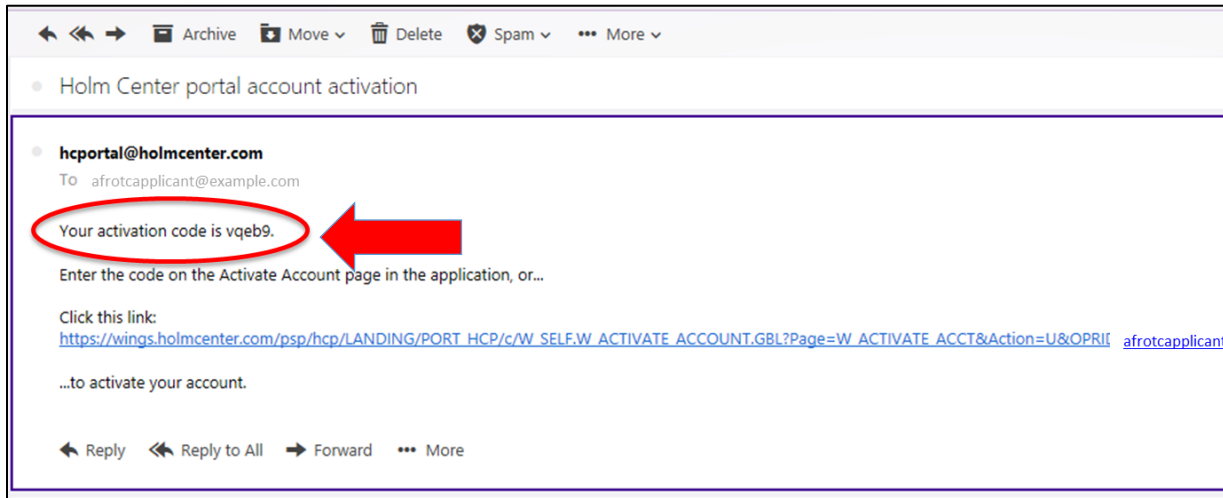 Archive Move Delete Spam More
Holm Center portal account activation
hcportal@holmcenter.com
To afrotcapplicant@example.com
Your activation code is vqeb9.
Enter the code on the Activate Account page in the application, or...
Click this link:
https://wings.holmcenter.com/psp/hcp/LANDING/PORT_HCP/c/W_SELF.W_ACTIVATE_ACCOUNT.GBL?Page=W_ACTIVATE_ACCT&Action=U&OPRID afrotcapplicant
...to activate your account.
Reply Reply to All Forward More